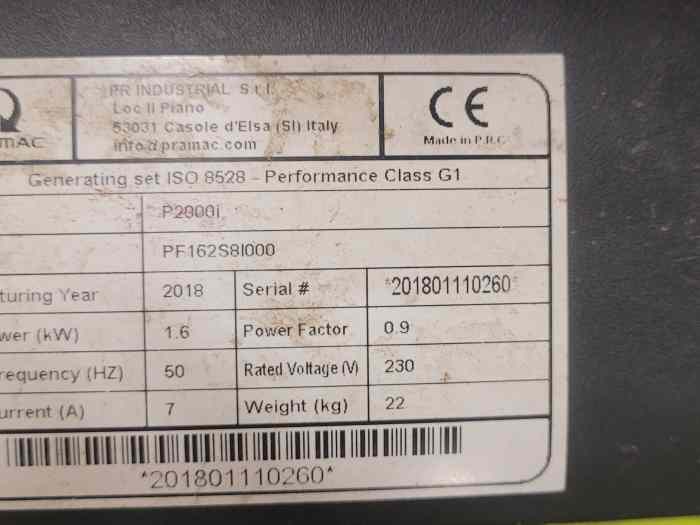 MAC
PR INDUSTRIAL S.r.l.
Loc Il Piano
53031 Casole d'Elsa (SI) Italy
info@pramac.com
CE
Made in P.R.C
Generating set ISO 8528 - Performance Class G1
P2000i
PF162S8I000
turing Year 2018 Serial # *201801110260*
wer (kW) 1.6 Power Factor 0.9
requency (HZ) 50 Rated Voltage (V) 230
urrent (A) 7 Weight (kg) 22
*201801110260*